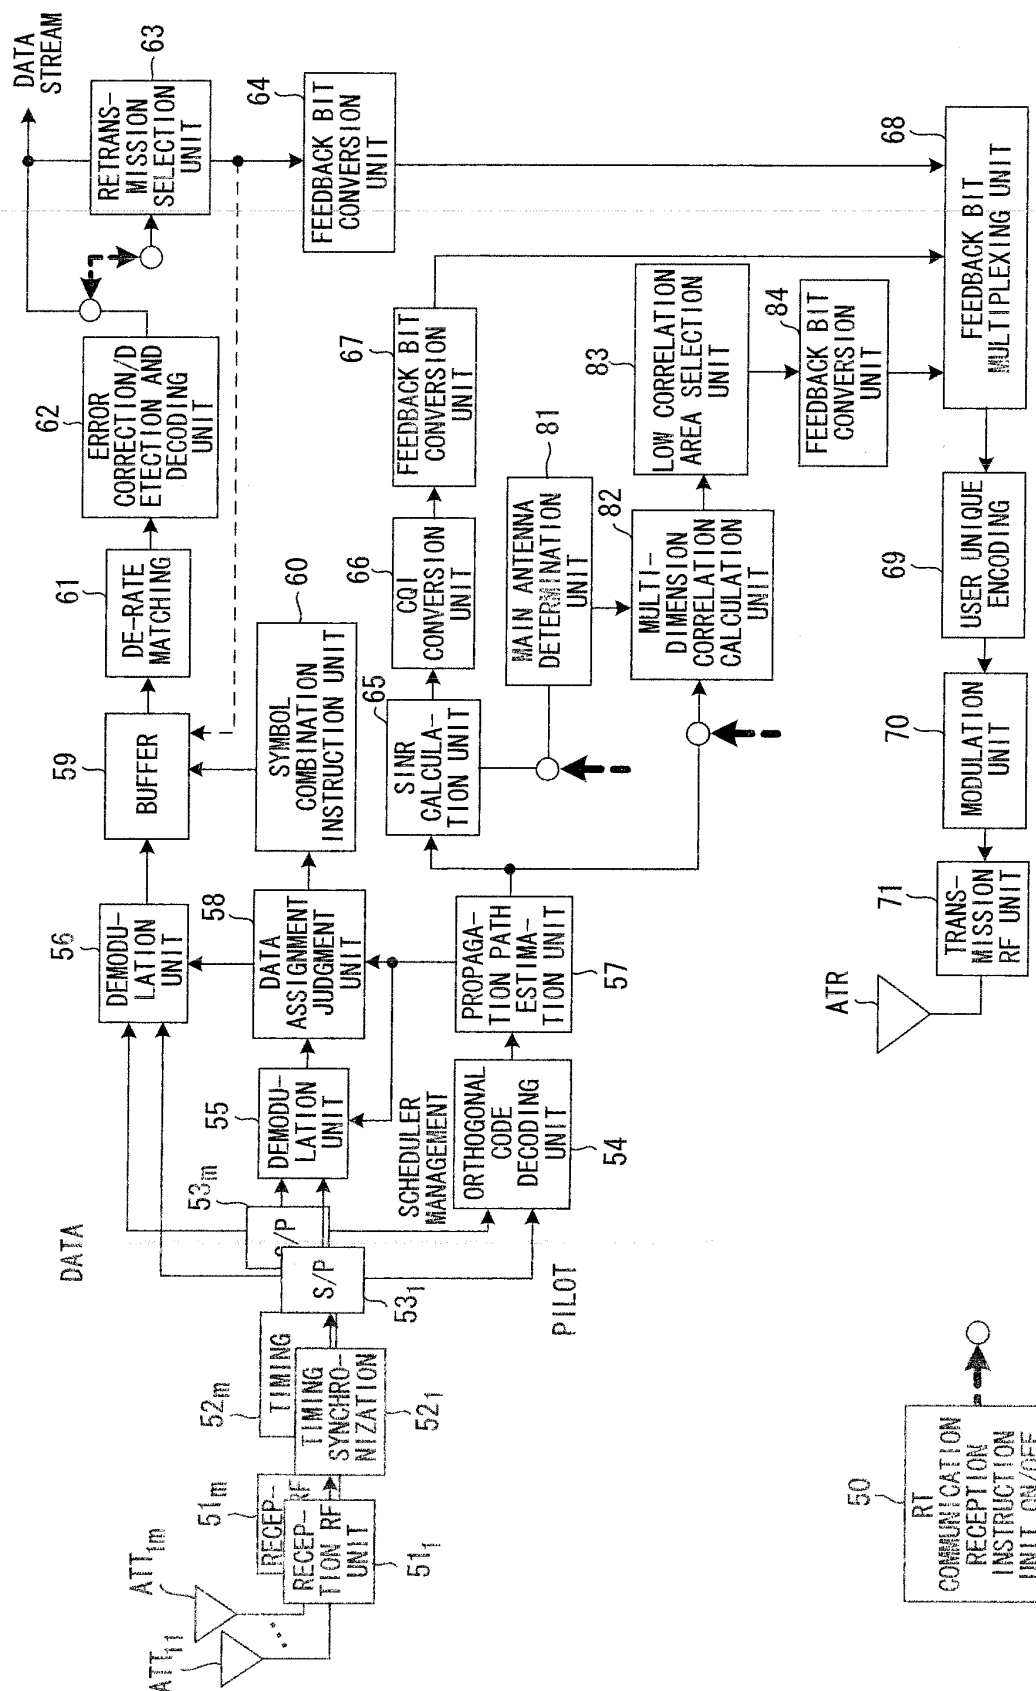 ATT11
ATT1m
RECEP-
RF
51m
RECEP-
TION RF
UNIT
511
TIMING
52m
TIMING
SYNCHRO-
NIZATION
521
S/P
53m
S/P
531
DATA
PILOT
SCHEDULER
MANAGEMENT
ORTHOGONAL
CODE
DECODING
UNIT
54
DEMODU-
LATION
UNIT
55
DEMODU-
LATION
UNIT
56
PROPAGA-
TION PATH
ESTIMA-
TION UNIT
57
DATA
ASSIGNMENT
JUDGMENT
UNIT
58
BUFFER
59
SYMBOL
COMBINATION
INSTRUCTION UNIT
60
DE-RATE
MATCHING
61
ERROR
CORRECTION/D
ETECTION AND
DECODING
UNIT
62
RETRANS-
MISSION
SELECTION
UNIT
63
DATA
STREAM
FEEDBACK BIT
CONVERSION
UNIT
64
SINR
CALCULA-
TION UNIT
65
CQI
CONVERSION
UNIT
66
FEEDBACK BIT
CONVERSION
UNIT
67
MAIN ANTENNA
DETERMINATION
UNIT
81
MULTI-
DIMENSION
CORRELATION
CALCULATION
UNIT
82
LOW CORRELATION
AREA SELECTION
UNIT
83
FEEDBACK BIT
CONVERSION
UNIT
84
FEEDBACK BIT
MULTIPLEXING UNIT
68
USER UNIQUE
ENCODING
69
MODULATION
UNIT
70
TRANS-
MISSION
RF UNIT
71
ATR
50
RT
COMMUNICATION
RECEPTION
INSTRUCTION
UNIT ON/OFF